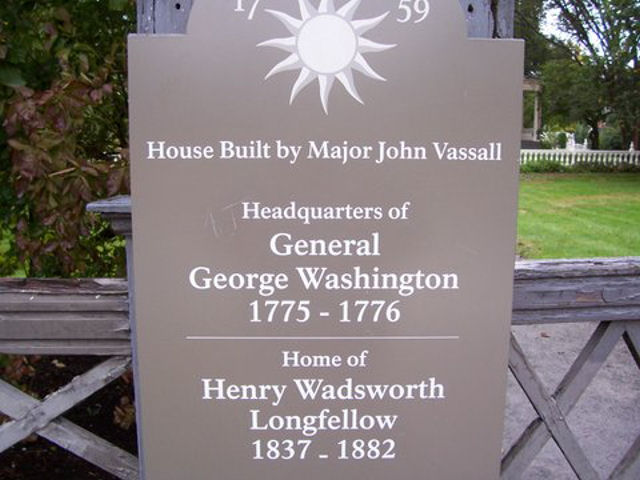 17 59
House Built by Major John Vassall
Headquarters of
General
George Washington
1775 - 1776
Home of
Henry Wadsworth
Longfellow
1837 - 1882